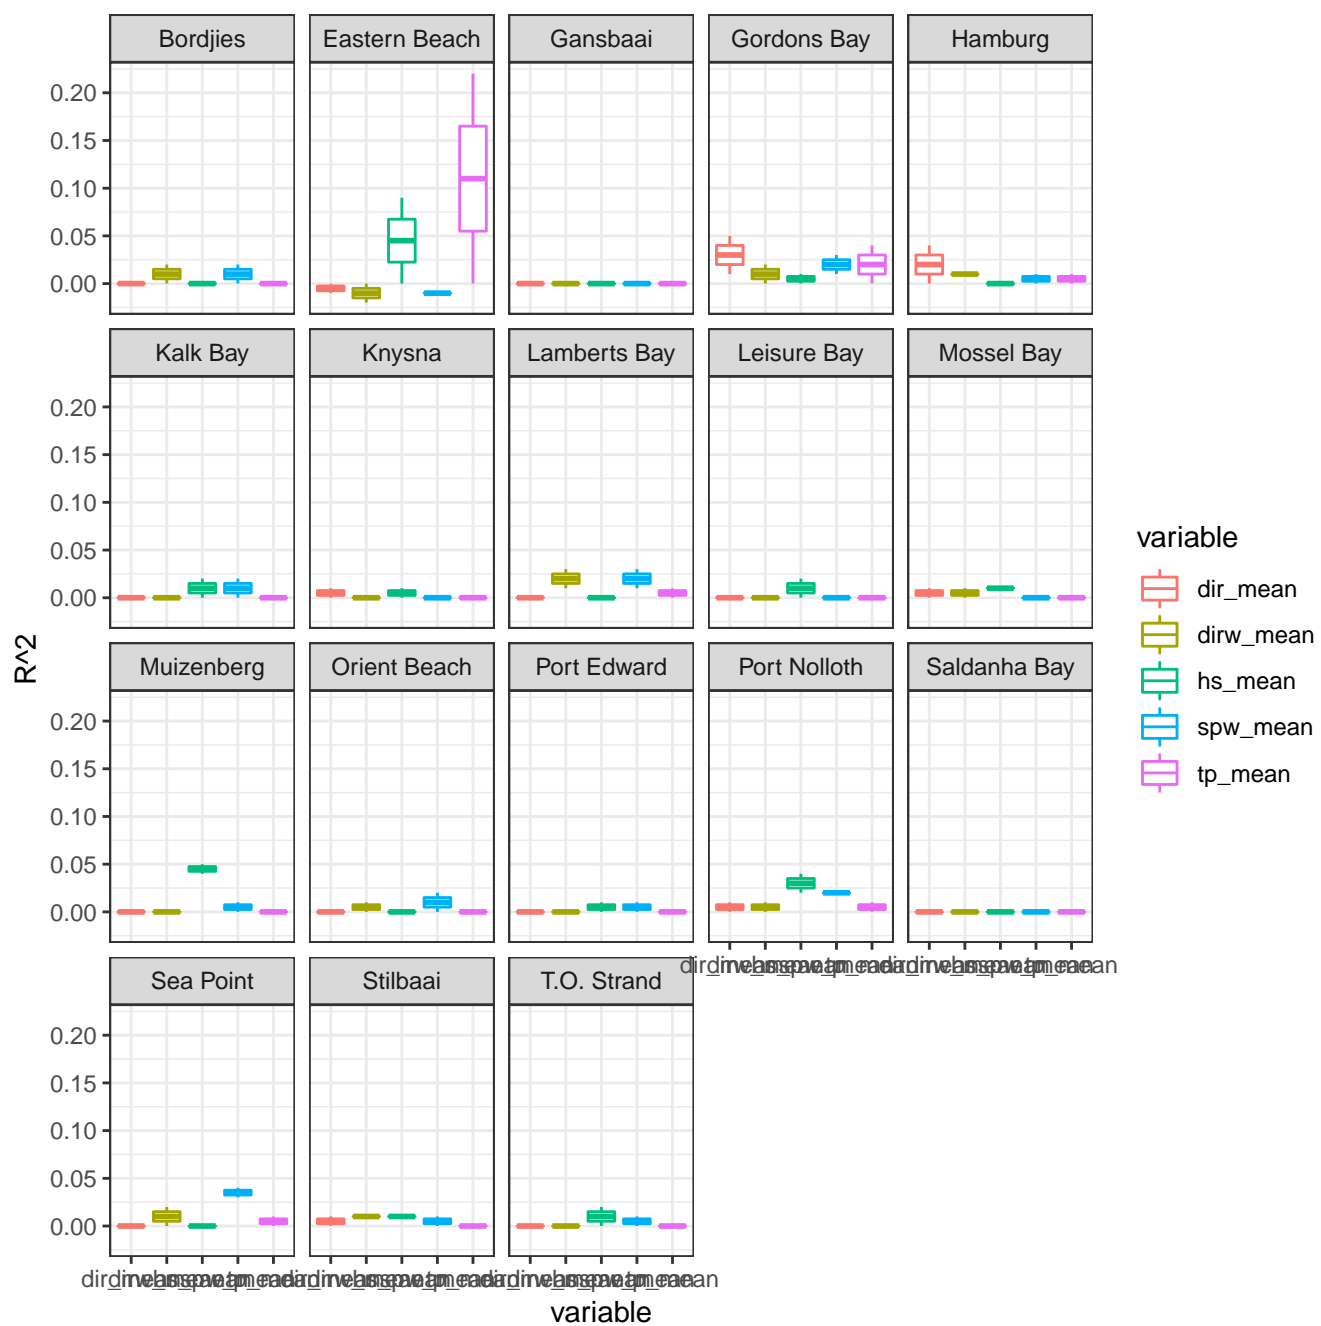 Bordjies Eastern Beach Gansbaai Gordons Bay Hamburg
0.20
0.15
0.10
0.05
0.00
Kalk Bay Knysna Lamberts Bay Leisure Bay Mossel Bay
0.20
0.15
0.10
0.05
0.00
R^2
Muizenberg Orient Beach Port Edward Port Nolloth Saldanha Bay
0.20
0.15
0.10
0.05
0.00
Sea Point Stilbaai T.O. Strand
0.20
0.15
0.10
0.05
0.00
variable
variable
dir_mean
dirw_mean
hs_mean
spw_mean
tp_mean